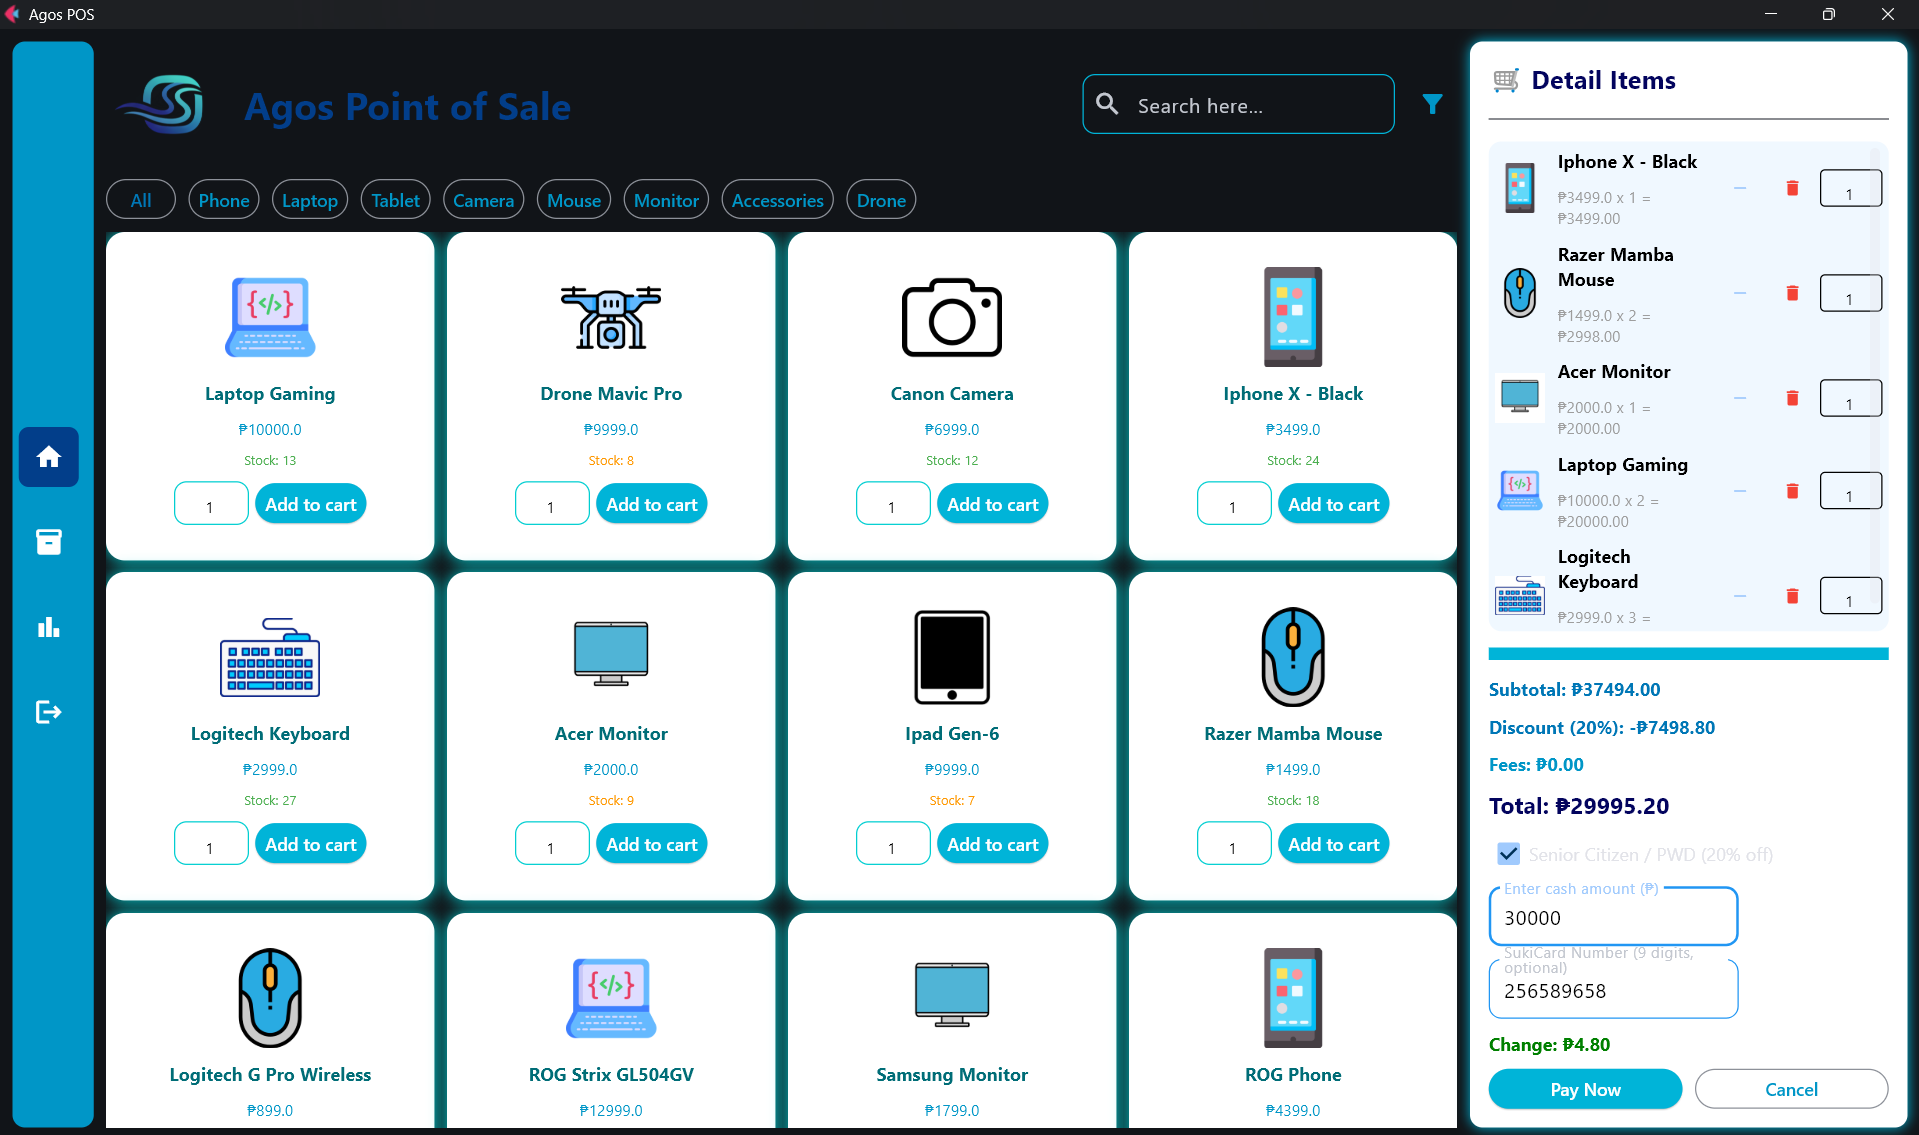 Agos POS
Agos Point of Sale
Search here...
All
Phone
Laptop
Tablet
Camera
Mouse
Monitor
Accessories
Drone
Laptop Gaming
₱10000.0
Stock: 13
1
Add to cart
Drone Mavic Pro
₱9999.0
Stock: 8
1
Add to cart
Canon Camera
₱6999.0
Stock: 12
1
Add to cart
Iphone X - Black
₱3499.0
Stock: 24
1
Add to cart
Logitech Keyboard
₱2999.0
Stock: 27
1
Add to cart
Acer Monitor
₱2000.0
Stock: 9
1
Add to cart
Ipad Gen-6
₱9999.0
Stock: 7
1
Add to cart
Razer Mamba Mouse
₱1499.0
Stock: 18
1
Add to cart
Logitech G Pro Wireless
₱899.0
ROG Strix GL504GV
₱12999.0
Samsung Monitor
₱1799.0
ROG Phone
₱4399.0
Detail Items
Iphone X - Black
₱3499.0 x 1 =
₱3499.00
1
Razer Mamba
Mouse
₱1499.0 x 2 =
₱2998.00
1
Acer Monitor
₱2000.0 x 1 =
₱2000.00
1
Laptop Gaming
₱10000.0 x 2 =
₱20000.00
1
Logitech
Keyboard
₱2999.0 x 3 =
1
Subtotal: ₱37494.00
Discount (20%): -₱7498.80
Fees: ₱0.00
Total: ₱29995.20
Senior Citizen / PWD (20% off)
Enter cash amount (₱)
30000
SukiCard Number (9 digits,
optional)
256589658
Change: ₱4.80
Pay Now
Cancel